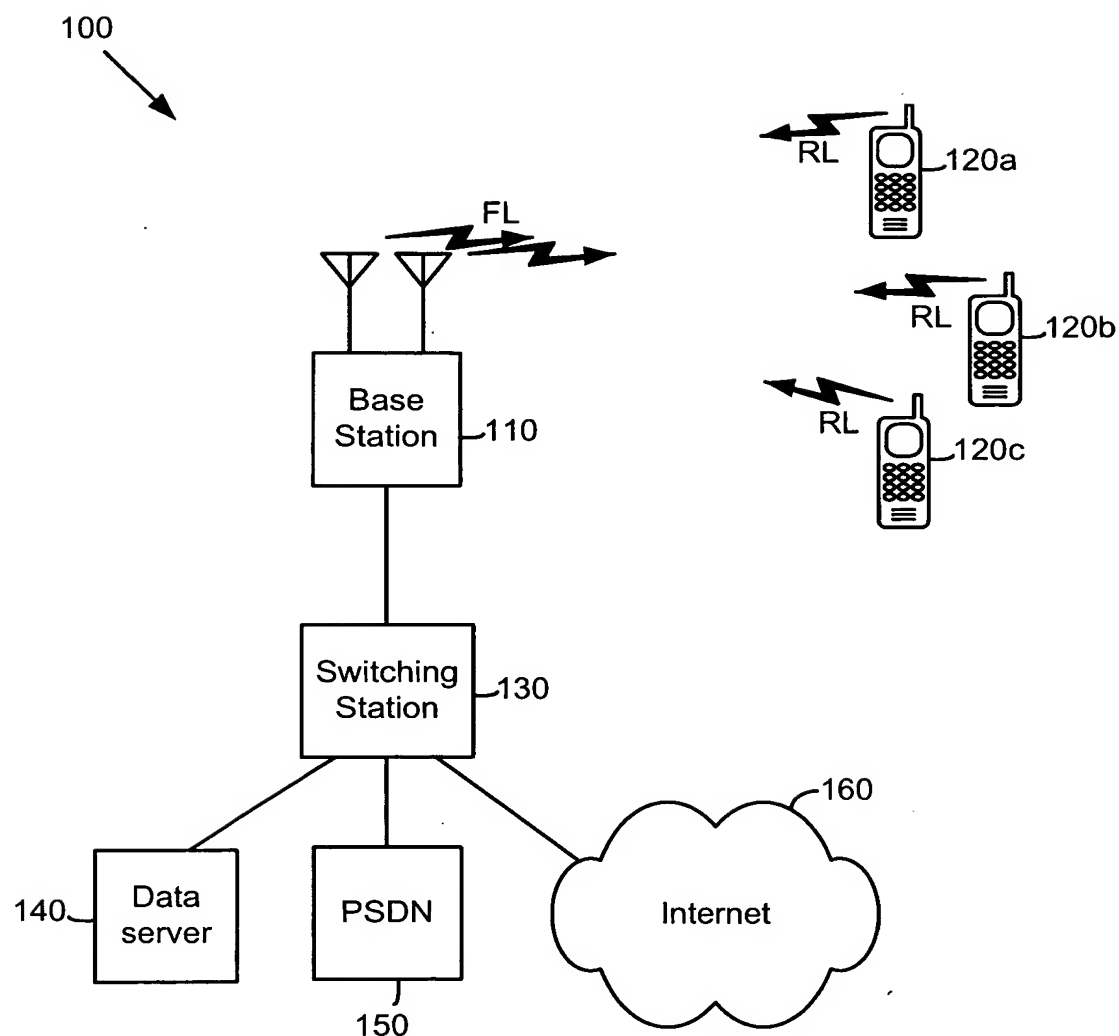 100
RL
120a
FL
RL
120b
Base
Station
110
RL
120c
Switching
Station
130
160
Data
server
140
PSDN
150
Internet